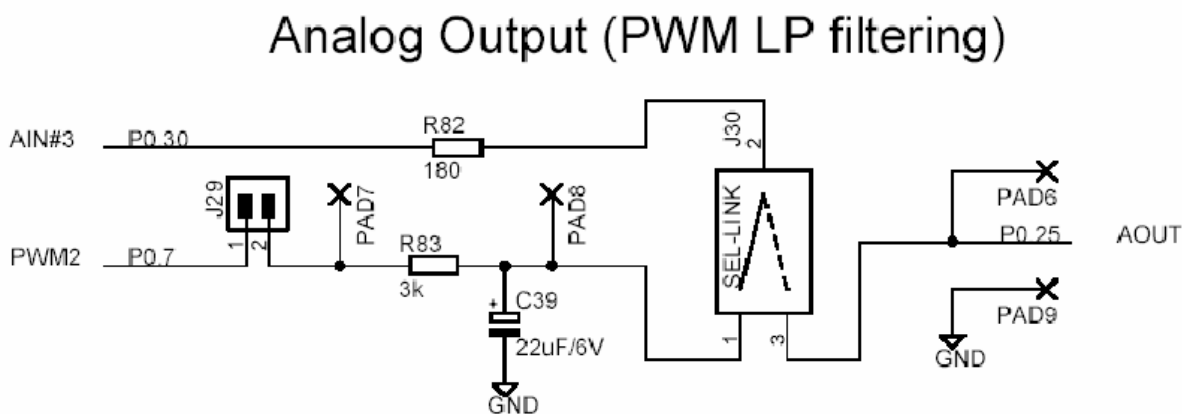 Analog Output (PWM LP filtering)
AIN#3
P0.30
R82
180
J30
2
SEL-LINK
1
3
J29
1
2
PAD7
PAD8
PWM2
P0.7
R83
3k
+
C39
22uF/6V
GND
PAD6
P0.25
AOUT
PAD9
GND